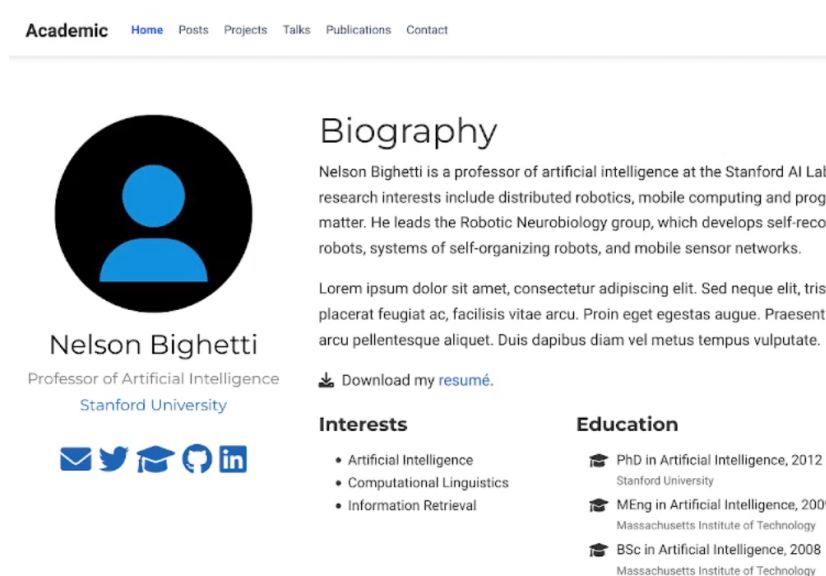 Academic Home Posts Projects Talks Publications Contact
Nelson Bighetti
Professor of Artificial Intelligence
Stanford University
Biography
Nelson Bighetti is a professor of artificial intelligence at the Stanford AI Lab
research interests include distributed robotics, mobile computing and prog
matter. He leads the Robotic Neurobiology group, which develops self-reco
robots, systems of self-organizing robots, and mobile sensor networks.
Lorem ipsum dolor sit amet, consectetur adipiscing elit. Sed neque elit, tris
placerat feugiat ac, facilisis vitae arcu. Proin eget egestas augue. Praesent
arcu pellentesque aliquet. Duis dapibus diam vel metus tempus vulputate.
Download my resumé.
Interests
Artificial Intelligence
Computational Linguistics
Information Retrieval
Education
PhD in Artificial Intelligence, 2012
Stanford University
MEng in Artificial Intelligence, 200
Massachusetts Institute of Technology
BSc in Artificial Intelligence, 2008
Massachusetts Institute of Technology